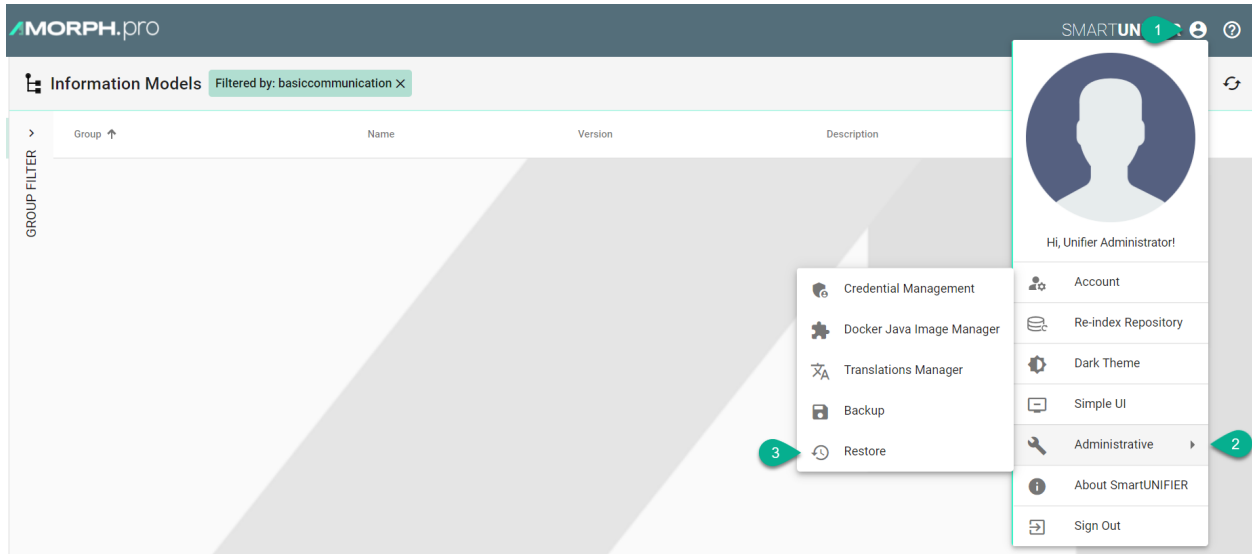 AMORPH.pro
SMARTUN 1 R
Information Models Filtered by: basiccommunication
Group Name Version Description
GROUP FILTER
Hi, Unifier Administrator!
Account
Re-index Repository
Dark Theme
Simple UI
Administrative 2
About SmartUNIFIER
Sign Out
Credential Management
Docker Java Image Manager
Translations Manager
Backup
3 Restore